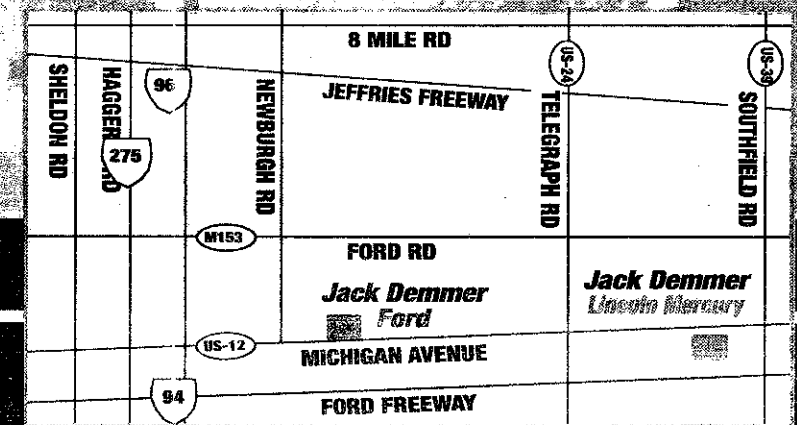 8 MILE RD
US-24
US-39
SHELDON RD
96
NEWBURGH RD
JEFFRIES FREEWAY
TELEGRAPH RD
SOUTHFIELD RD
275
M153
FORD RD
Jack Demmer
Ford
Jack Demmer
Lincoln Mercury
US-12
MICHIGAN AVENUE
94
FORD FREEWAY